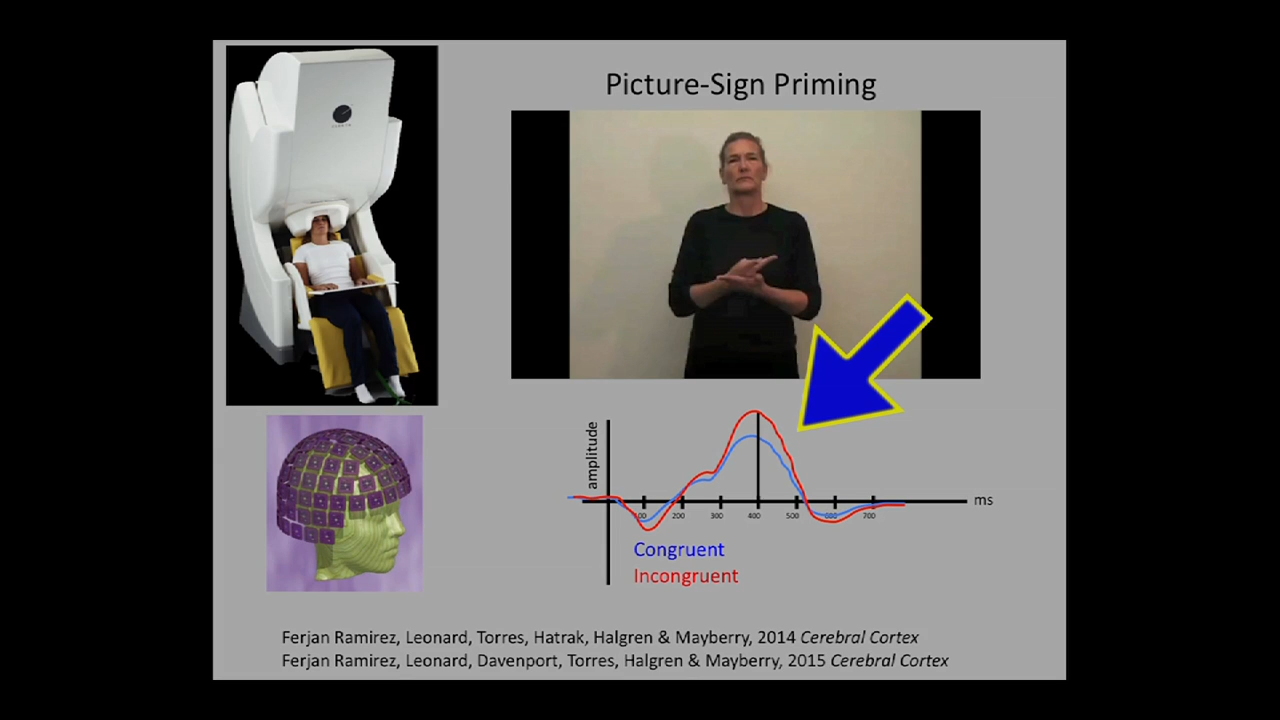 Picture-Sign Priming
amplitude
ms
200
300
400
500
600
700
Congruent
Incongruent
Ferjan Ramirez, Leonard, Torres, Hatrak, Halgren & Mayberry, 2014 Cerebral Cortex
Ferjan Ramirez, Leonard, Davenport, Torres, Halgren & Mayberry, 2015 Cerebral Cortex